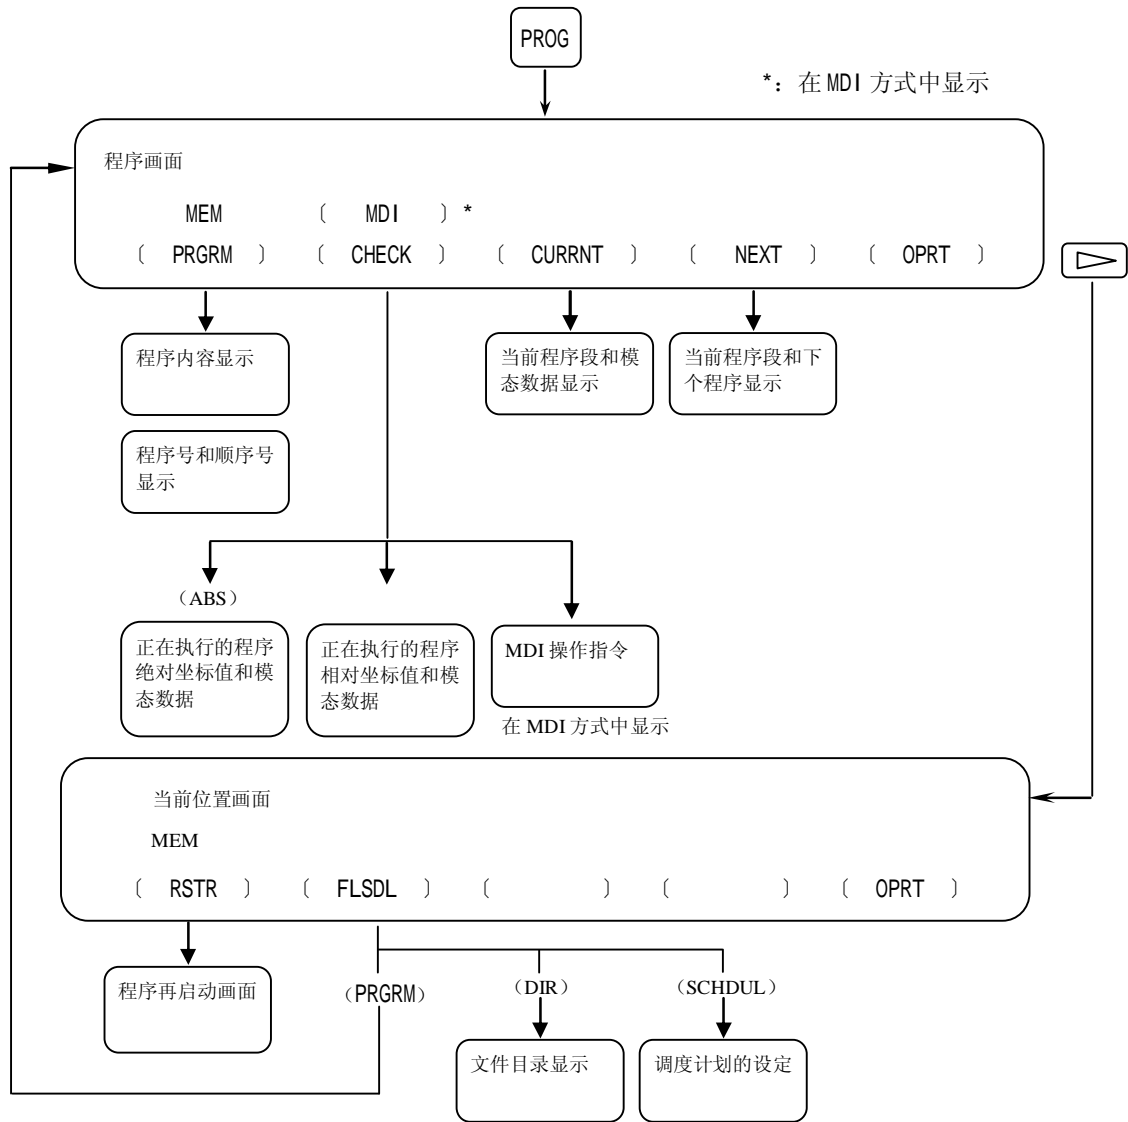 PROG
*：在 MDI 方式中显示
程序画面
MEM 〔 MDI 〕 *
〔 PRGRM 〕 〔 CHECK 〕 〔 CURRNT 〕 〔 NEXT 〕 〔 OPRT 〕
程序内容显示
当前程序段和模
态数据显示
当前程序段和下
个程序显示
程序号和顺序号
显示
（ABS）
正在执行的程序
绝对坐标值和模
态数据
正在执行的程序
相对坐标值和模
态数据
MDI 操作指令
在 MDI 方式中显示
当前位置画面
MEM
〔 RSTR 〕 〔 FLSDL 〕 〔 〕 〔 〕 〔 OPRT 〕
程序再启动画面
（PRGRM）
（DIR）
（SCHDUL）
文件目录显示
调度计划的设定